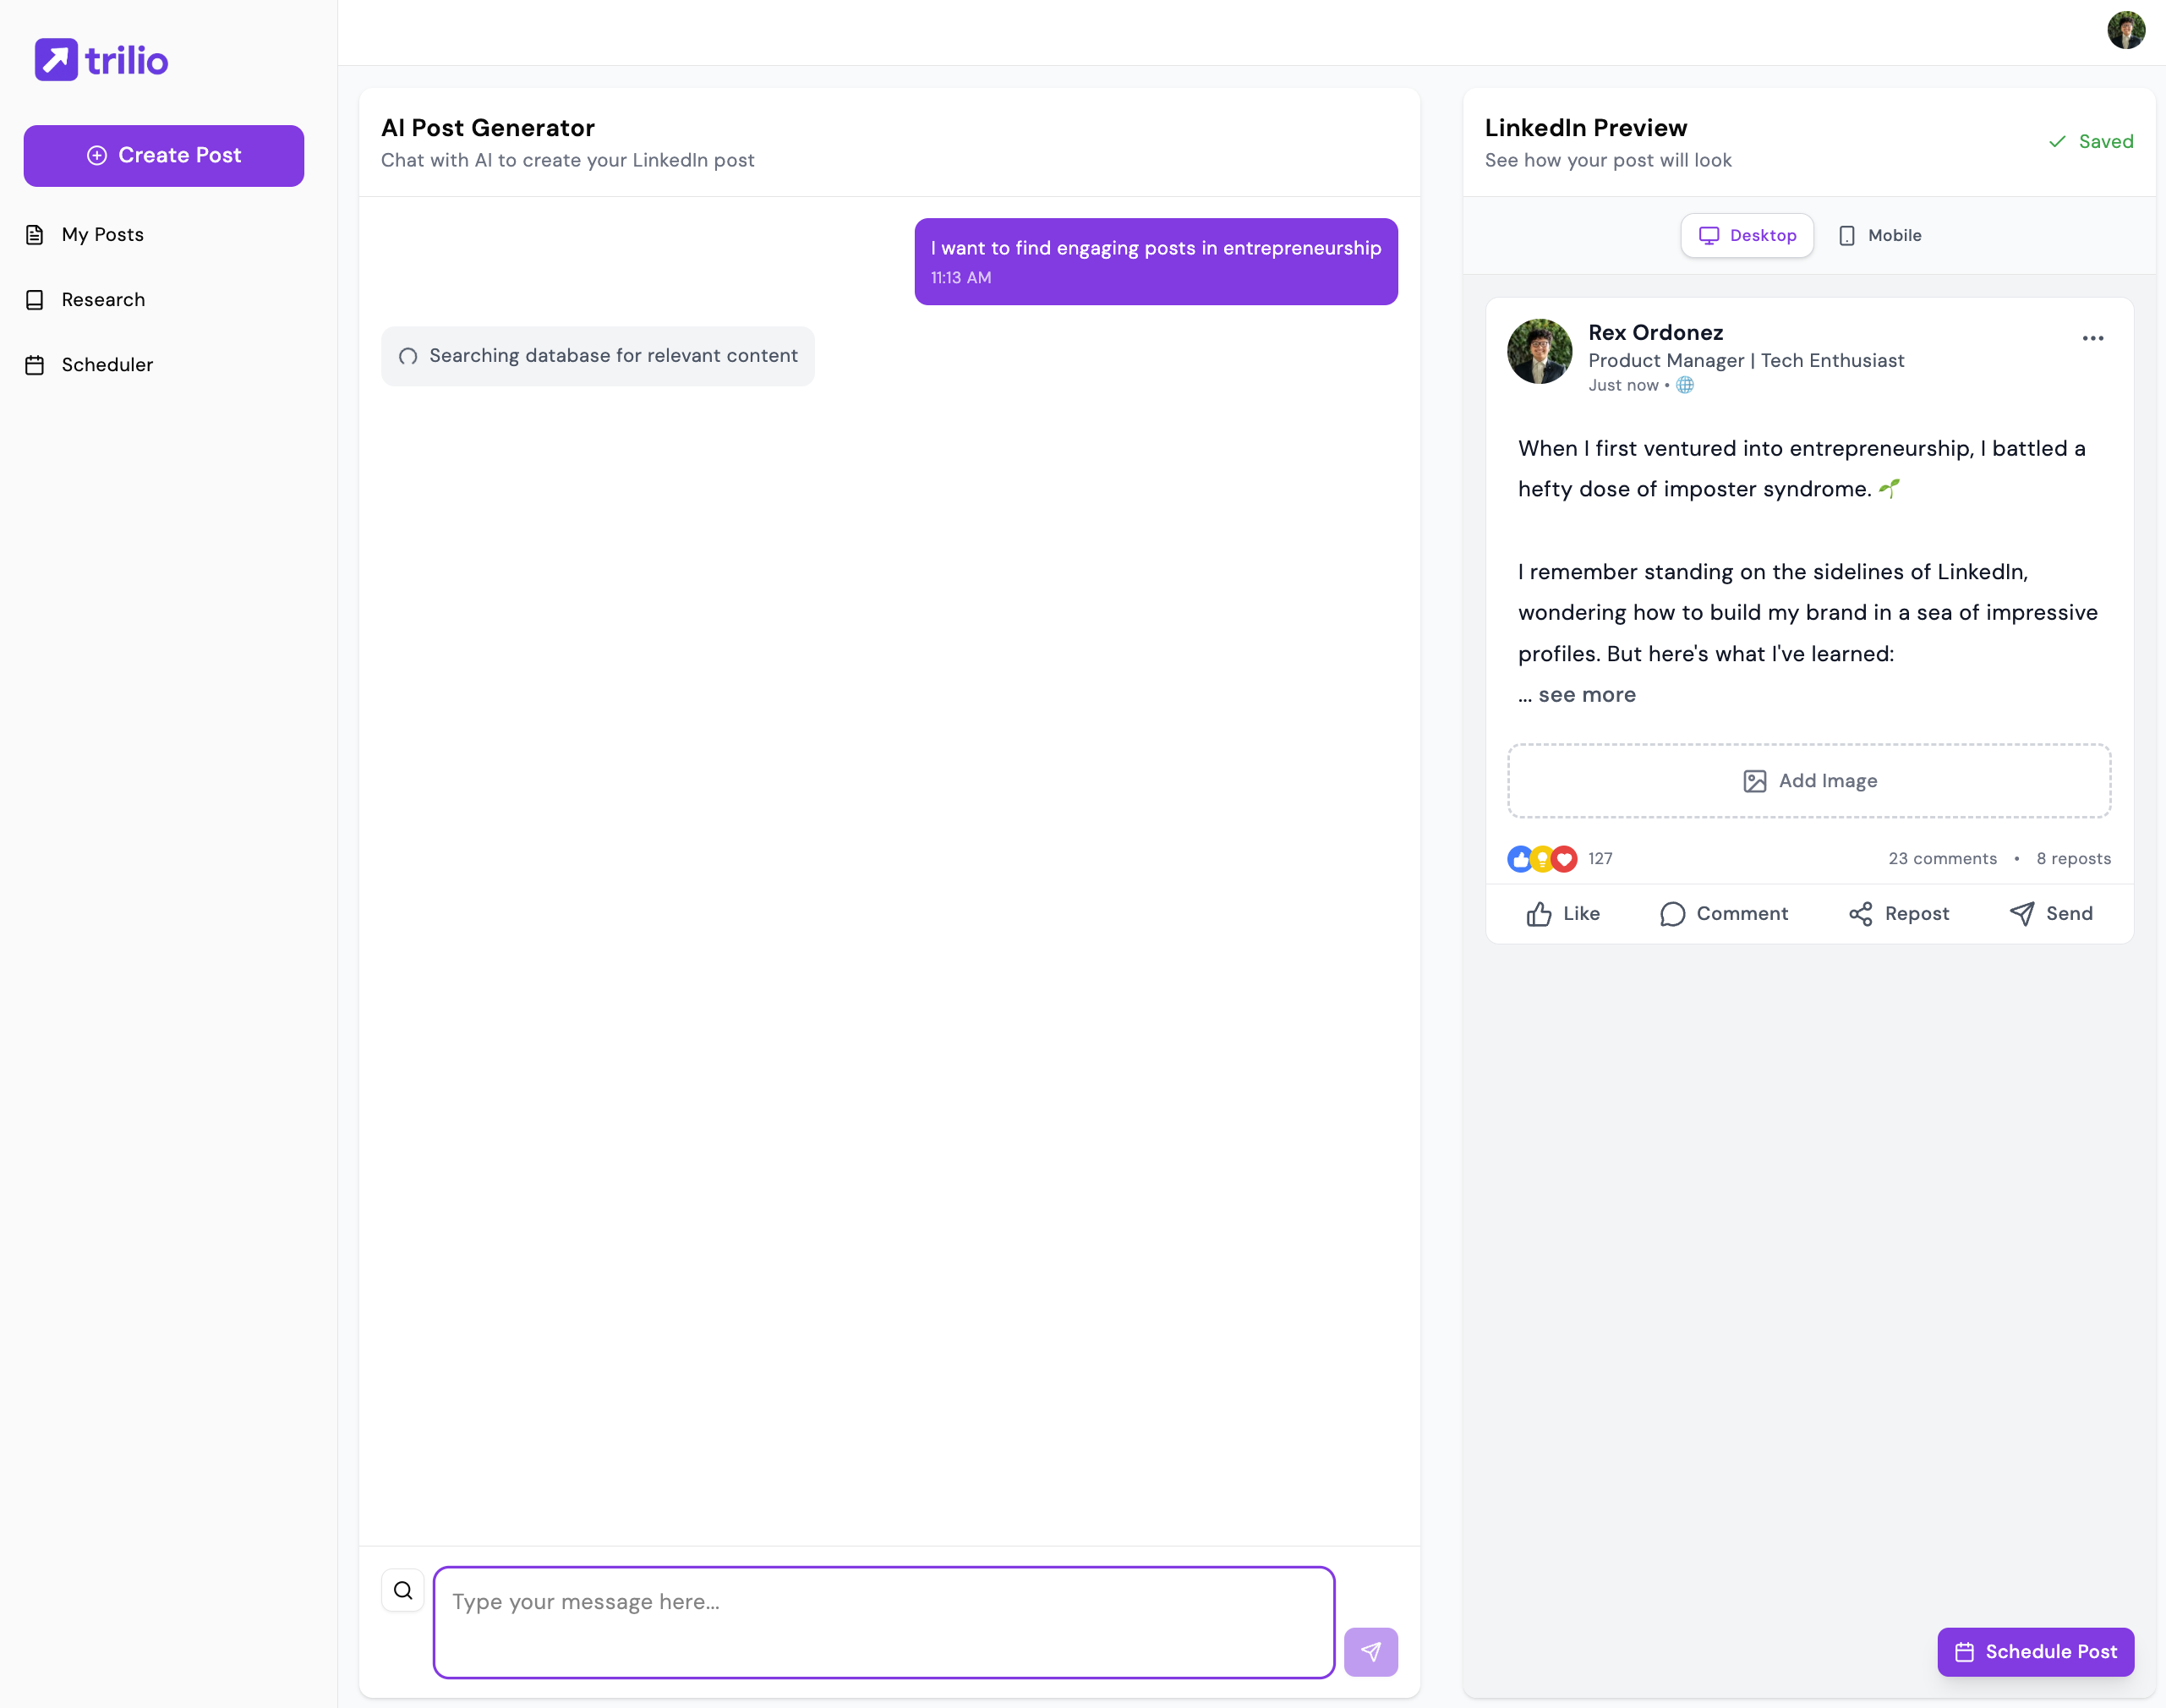 trilio
Create Post
My Posts
Research
Scheduler
AI Post Generator
Chat with AI to create your LinkedIn post
I want to find engaging posts in entrepreneurship
11:13 AM
Searching database for relevant content
Type your message here...
LinkedIn Preview
See how your post will look
Saved
Desktop
Mobile
Rex Ordonez
Product Manager | Tech Enthusiast
Just now • 🌐
When I first ventured into entrepreneurship, I battled a
hefty dose of imposter syndrome. 🌱
I remember standing on the sidelines of LinkedIn,
wondering how to build my brand in a sea of impressive
profiles. But here's what I've learned:
... see more
Add Image
127
23 comments • 8 reposts
Like
Comment
Repost
Send
Schedule Post